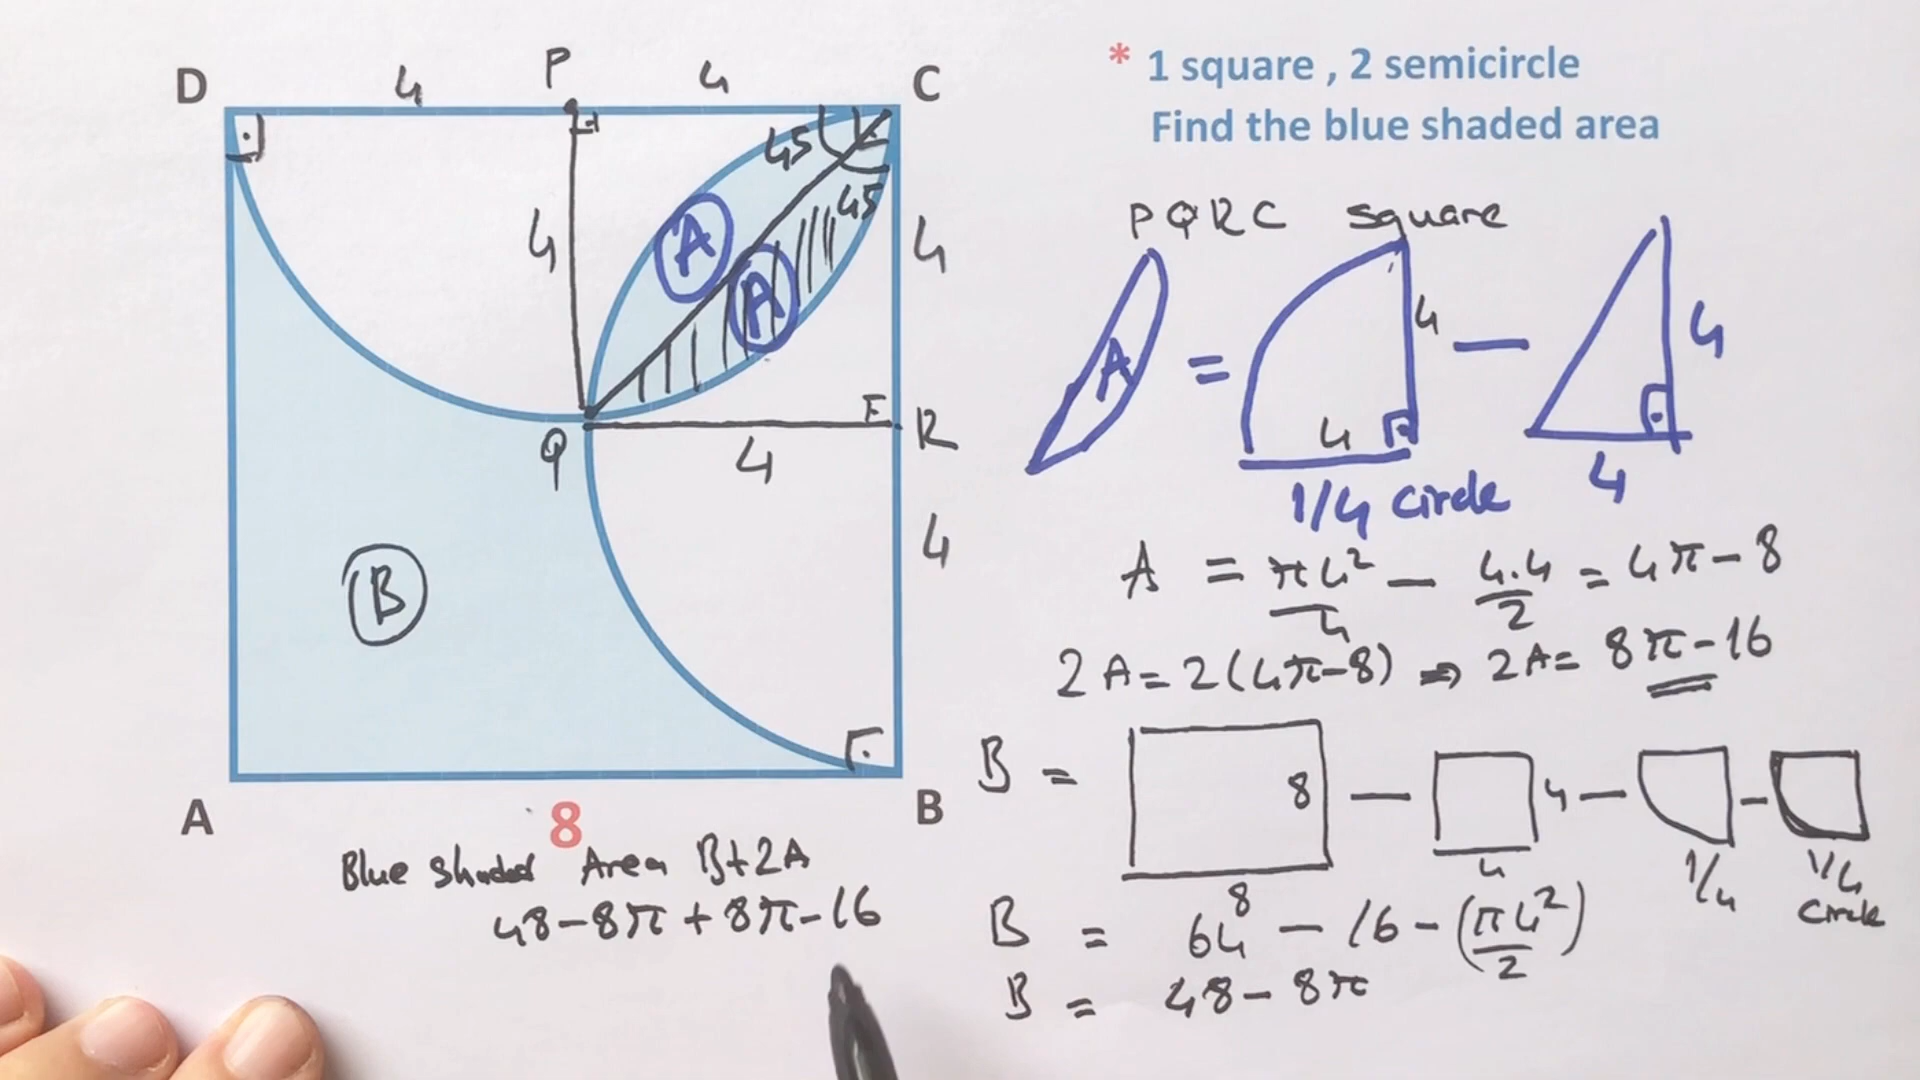 * 1 square , 2 semicircle
Find the blue shaded area
D 4 P 4 C
45
45
A
A
4
4
Q 4 R
4
B
A 8 B
Blue Shaded Area B+2A
48-8π+8π-16
PQRC square
A = 4 4 - 4 4
1/4 circle
A = π4²/4 - 4.4/2 = 4π-8
2A = 2(4π-8) ⇒ 2A = 8π-16
B = 8 8 - 4 4 - 1/4 - 1/4 circle
B = 64 - 16 - (π4²/2)
B = 48 - 8π